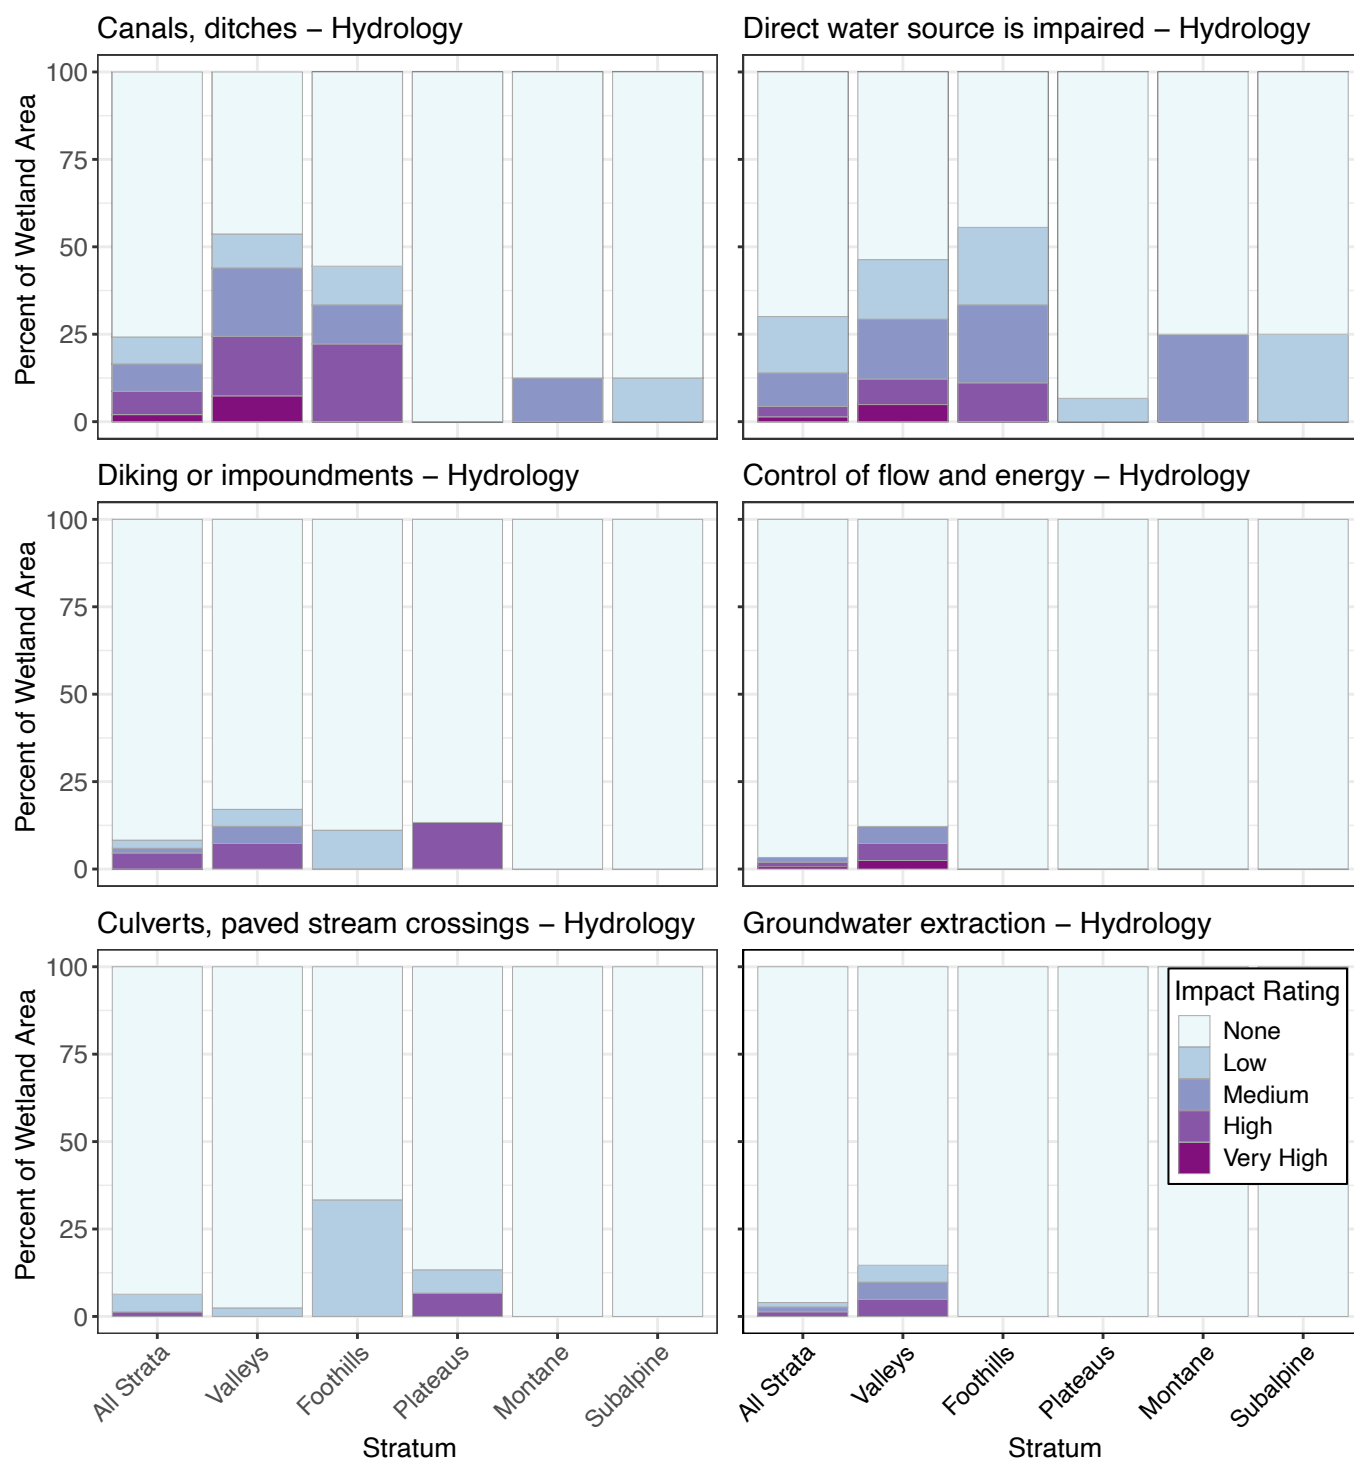 Canals, ditches – Hydrology
Direct water source is impaired – Hydrology
Percent of Wetland Area
100
75
50
25
0
Diking or impoundments – Hydrology
Control of flow and energy – Hydrology
Percent of Wetland Area
100
75
50
25
0
Culverts, paved stream crossings – Hydrology
Groundwater extraction – Hydrology
Percent of Wetland Area
100
75
50
25
0
Impact Rating
None
Low
Medium
High
Very High
All Strata
Valleys
Foothills
Plateaus
Montane
Subalpine
Stratum
All Strata
Valleys
Foothills
Plateaus
Montane
Subalpine
Stratum